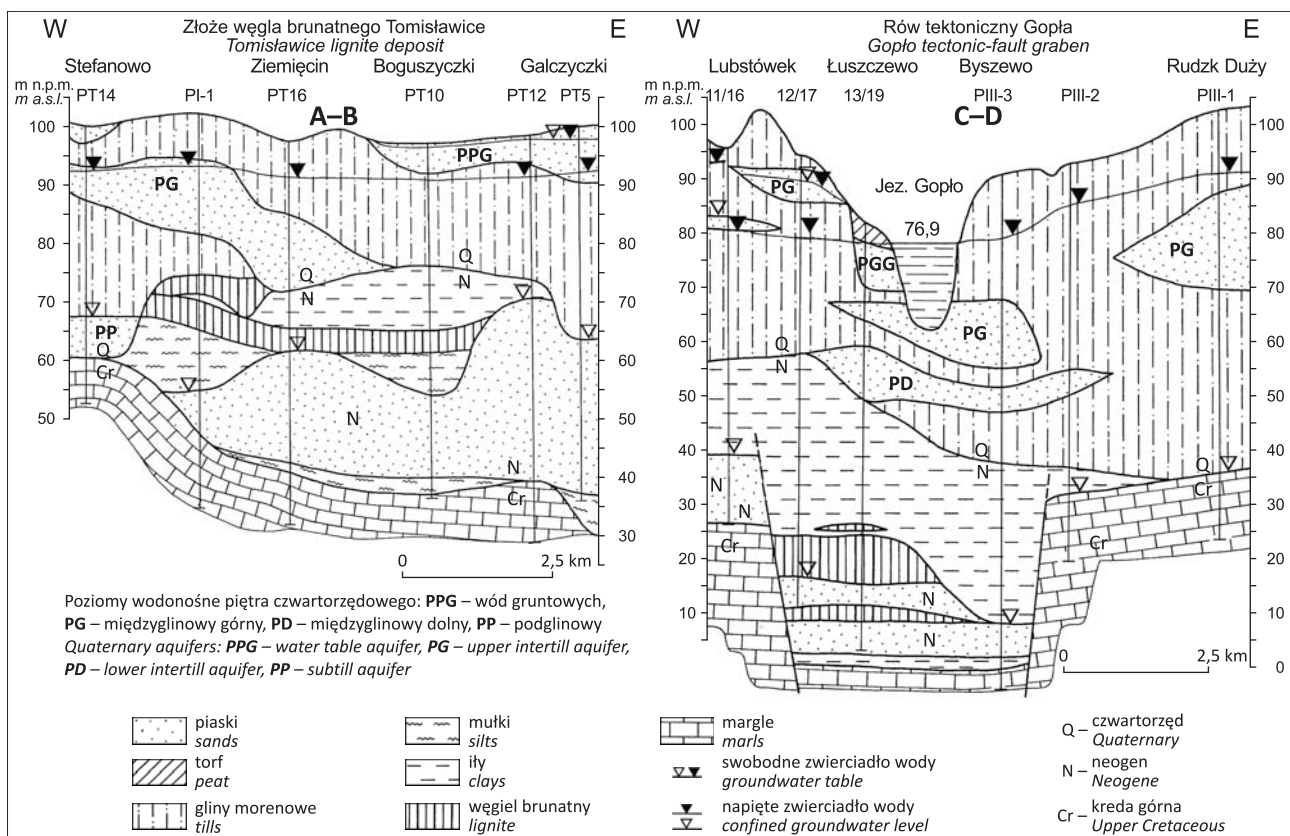 W
Złoże węgla brunatnego Tomisławice
Tomisławice lignite deposit
E
Stefanowo
Ziemięcin
Boguszyczki
Galczyczki
m n.p.m.
m a.s.l.
PT14
PI-1
PT16
PT10
PT12
PT5
A–B
100
90
80
70
60
50
100
90
80
70
60
50
40
30
PG
PPG
PP
Q
Cr
Q
N
Q
N
N
N
Cr
0
2,5 km
W
Rów tektoniczny Gopła
Gopło tectonic-fault graben
E
Lubstówek
Łuszczewo
Byszewo
Rudzk Duży
m n.p.m.
m a.s.l.
11/16
12/17
13/19
PIII-3
PIII-2
PIII-1
C–D
100
90
80
70
60
50
40
30
20
10
100
90
80
70
60
50
40
30
20
10
0
Jez. Gopło
76,9
PG
PGG
PG
PG
PD
Q
N
Q
N
Q
Cr
N
N
Cr
N
N
Cr
0
2,5 km
Poziomy wodonośne piętra czwartorzędowego: PPG – wód gruntowych,
PG – międzyglinowy górny, PD – międzyglinowy dolny, PP – podglinowy
Quaternary aquifers: PPG – water table aquifer, PG – upper intertill aquifer,
PD – lower intertill aquifer, PP – subtill aquifer
piaski
sands
torf
peat
gliny morenowe
tills
mułki
silts
iły
clays
węgiel brunatny
lignite
margle
marls
swobodne zwierciadło wody
groundwater table
napięte zwierciadło wody
confined groundwater level
Q – czwartorzęd
Quaternary
N – neogen
Neogene
Cr – kreda górna
Upper Cretaceous